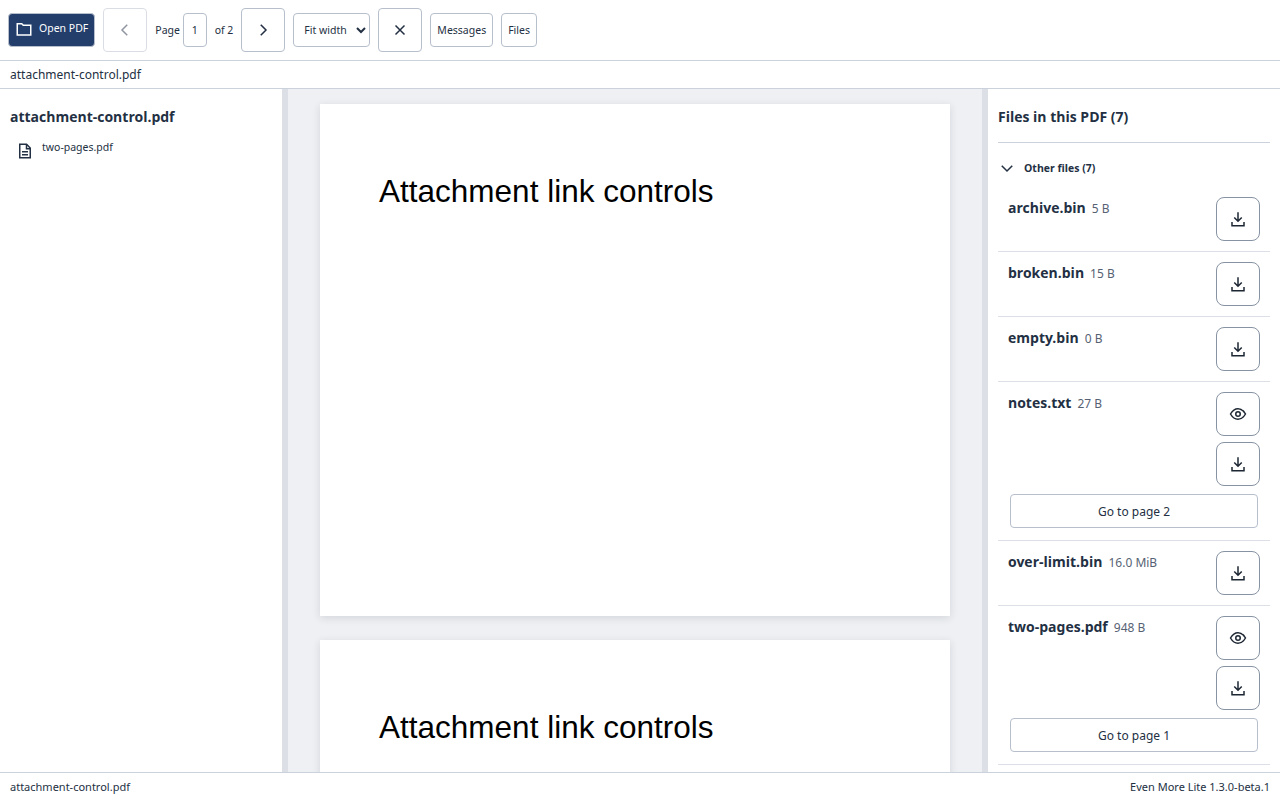 Open PDF
Page 1 of 2
Fit width
Messages
Files
attachment-control.pdf
attachment-control.pdf
two-pages.pdf
Attachment link controls
Attachment link controls
Files in this PDF (7)
Other files (7)
archive.bin 5 B
broken.bin 15 B
empty.bin 0 B
notes.txt 27 B
Go to page 2
over-limit.bin 16.0 MiB
two-pages.pdf 948 B
Go to page 1
attachment-control.pdf
Even More Lite 1.3.0-beta.1